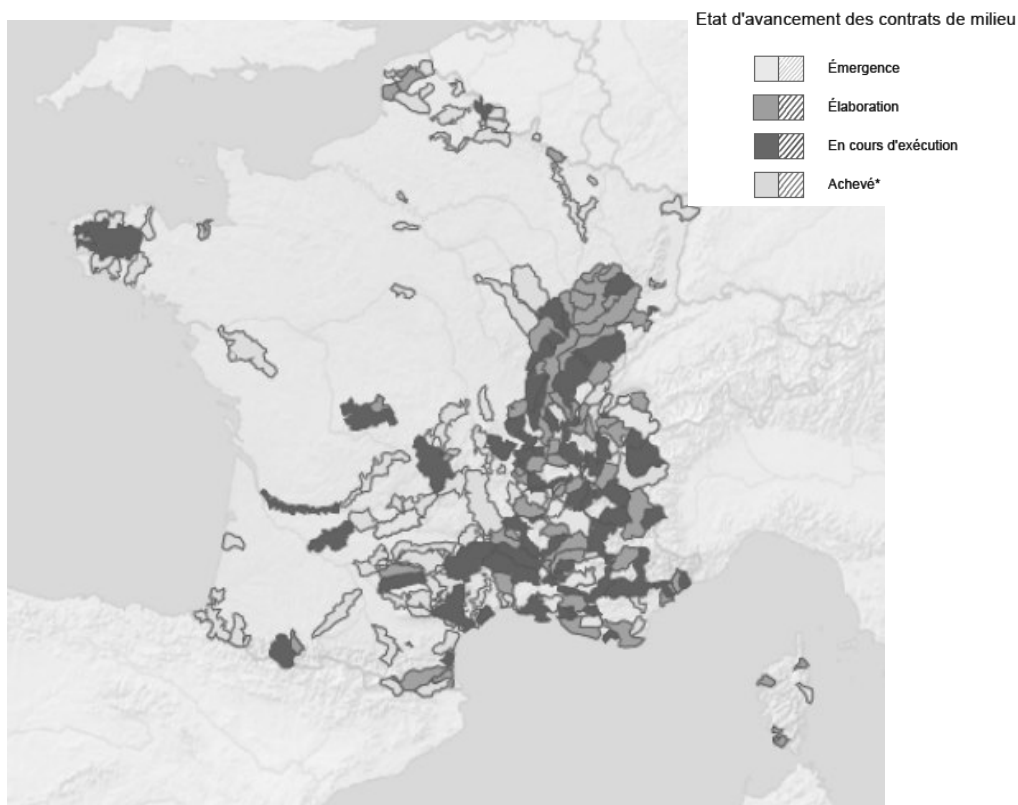 Etat d'avancement des contrats de milieu
Émergence
Élaboration
En cours d'exécution
Achevé*